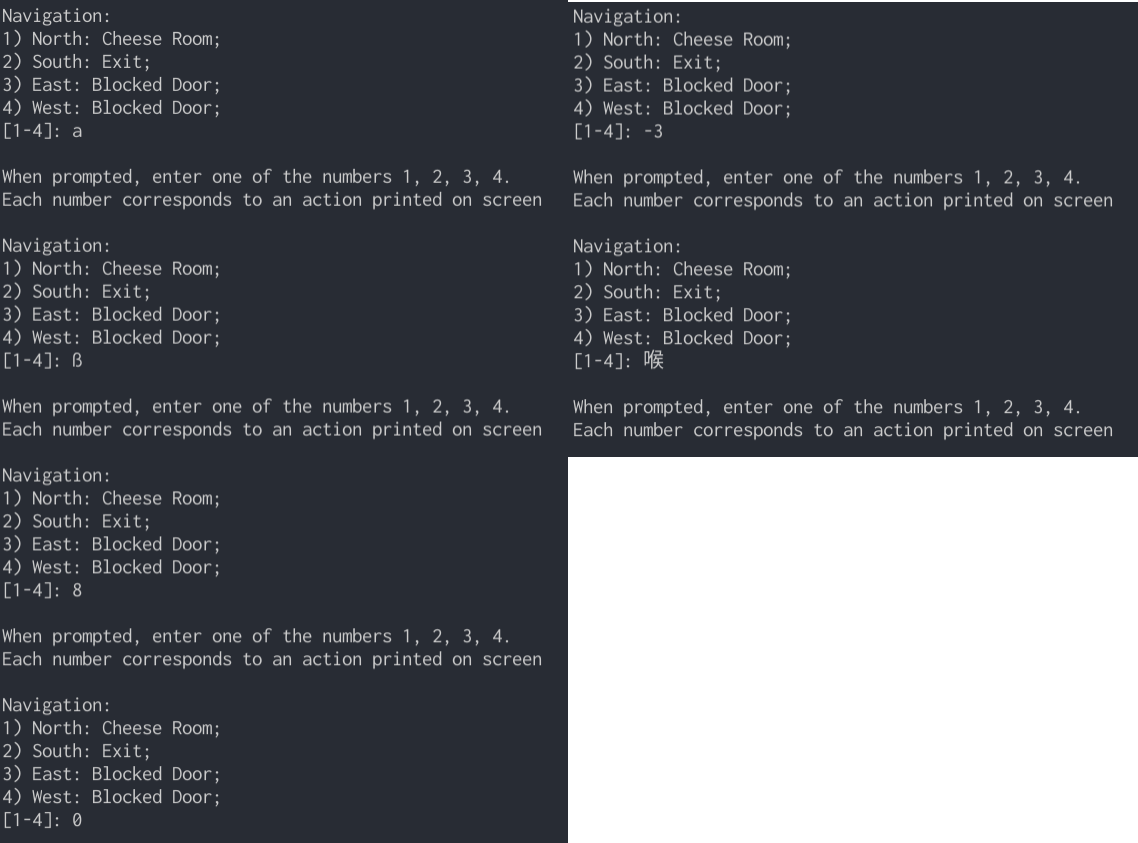 Navigation:
1) North: Cheese Room;
2) South: Exit;
3) East: Blocked Door;
4) West: Blocked Door;
[1-4]: a
When prompted, enter one of the numbers 1, 2, 3, 4.
Each number corresponds to an action printed on screen
Navigation:
1) North: Cheese Room;
2) South: Exit;
3) East: Blocked Door;
4) West: Blocked Door;
[1-4]: ß
When prompted, enter one of the numbers 1, 2, 3, 4.
Each number corresponds to an action printed on screen
Navigation:
1) North: Cheese Room;
2) South: Exit;
3) East: Blocked Door;
4) West: Blocked Door;
[1-4]: 8
When prompted, enter one of the numbers 1, 2, 3, 4.
Each number corresponds to an action printed on screen
Navigation:
1) North: Cheese Room;
2) South: Exit;
3) East: Blocked Door;
4) West: Blocked Door;
[1-4]: 0
Navigation:
1) North: Cheese Room;
2) South: Exit;
3) East: Blocked Door;
4) West: Blocked Door;
[1-4]: -3
When prompted, enter one of the numbers 1, 2, 3, 4.
Each number corresponds to an action printed on screen
Navigation:
1) North: Cheese Room;
2) South: Exit;
3) East: Blocked Door;
4) West: Blocked Door;
[1-4]: 喉
When prompted, enter one of the numbers 1, 2, 3, 4.
Each number corresponds to an action printed on screen